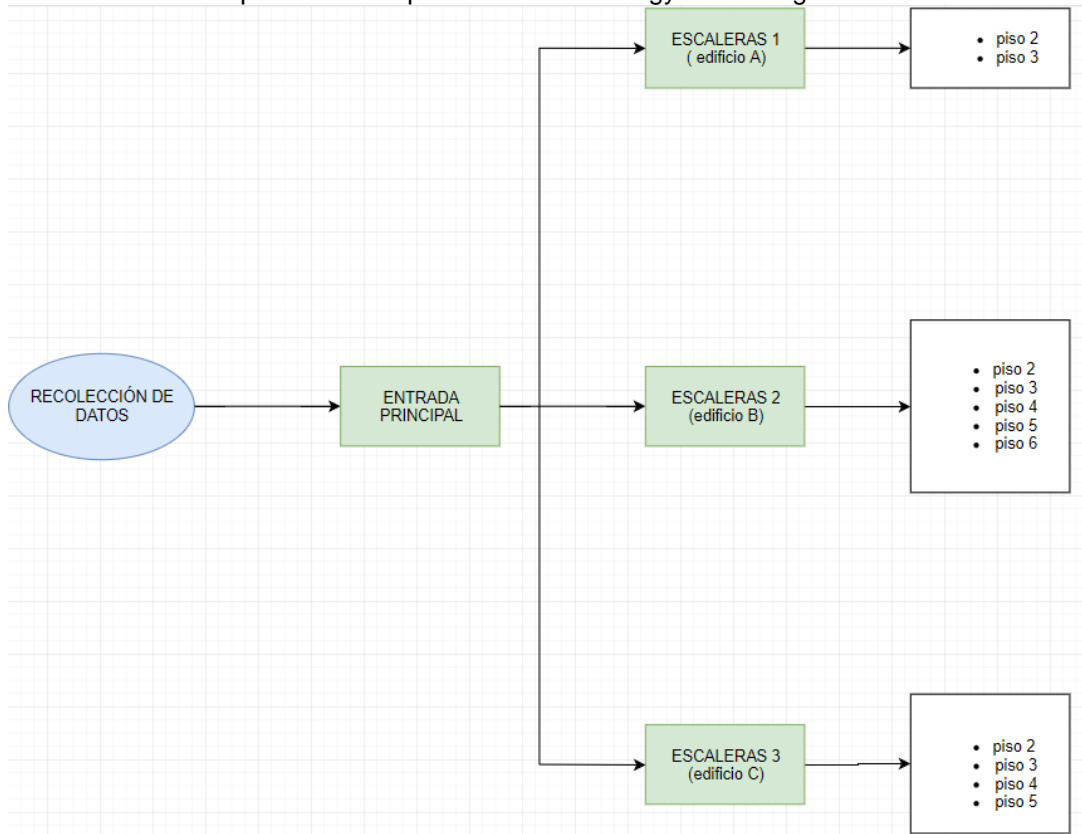 ESCALERAS 1
( edificio A)
• piso 2
• piso 3
RECOLECCIÓN DE
DATOS
ENTRADA
PRINCIPAL
ESCALERAS 2
(edificio B)
• piso 2
• piso 3
• piso 4
• piso 5
• piso 6
ESCALERAS 3
(edificio C)
• piso 2
• piso 3
• piso 4
• piso 5